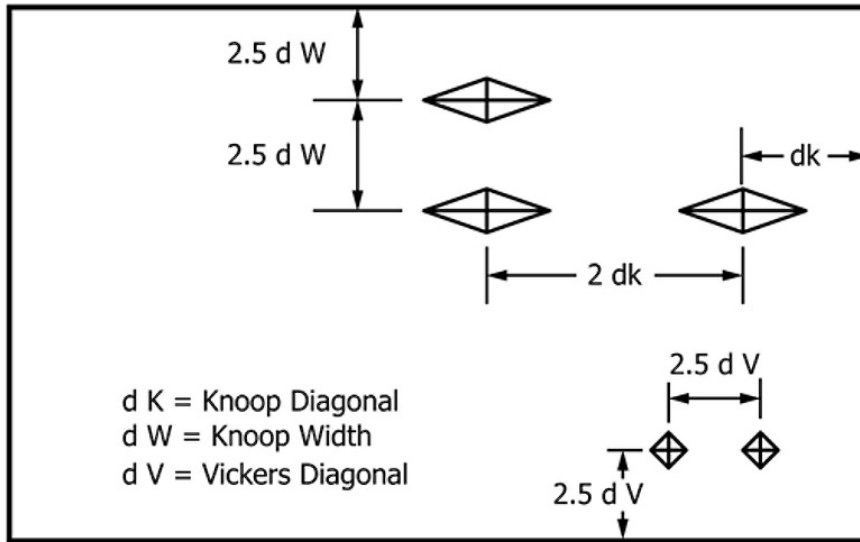 2.5 d W
2.5 d W
dk
2 dk
2.5 d V
d K = Knoop Diagonal
d W = Knoop Width
d V = Vickers Diagonal
2.5 d V